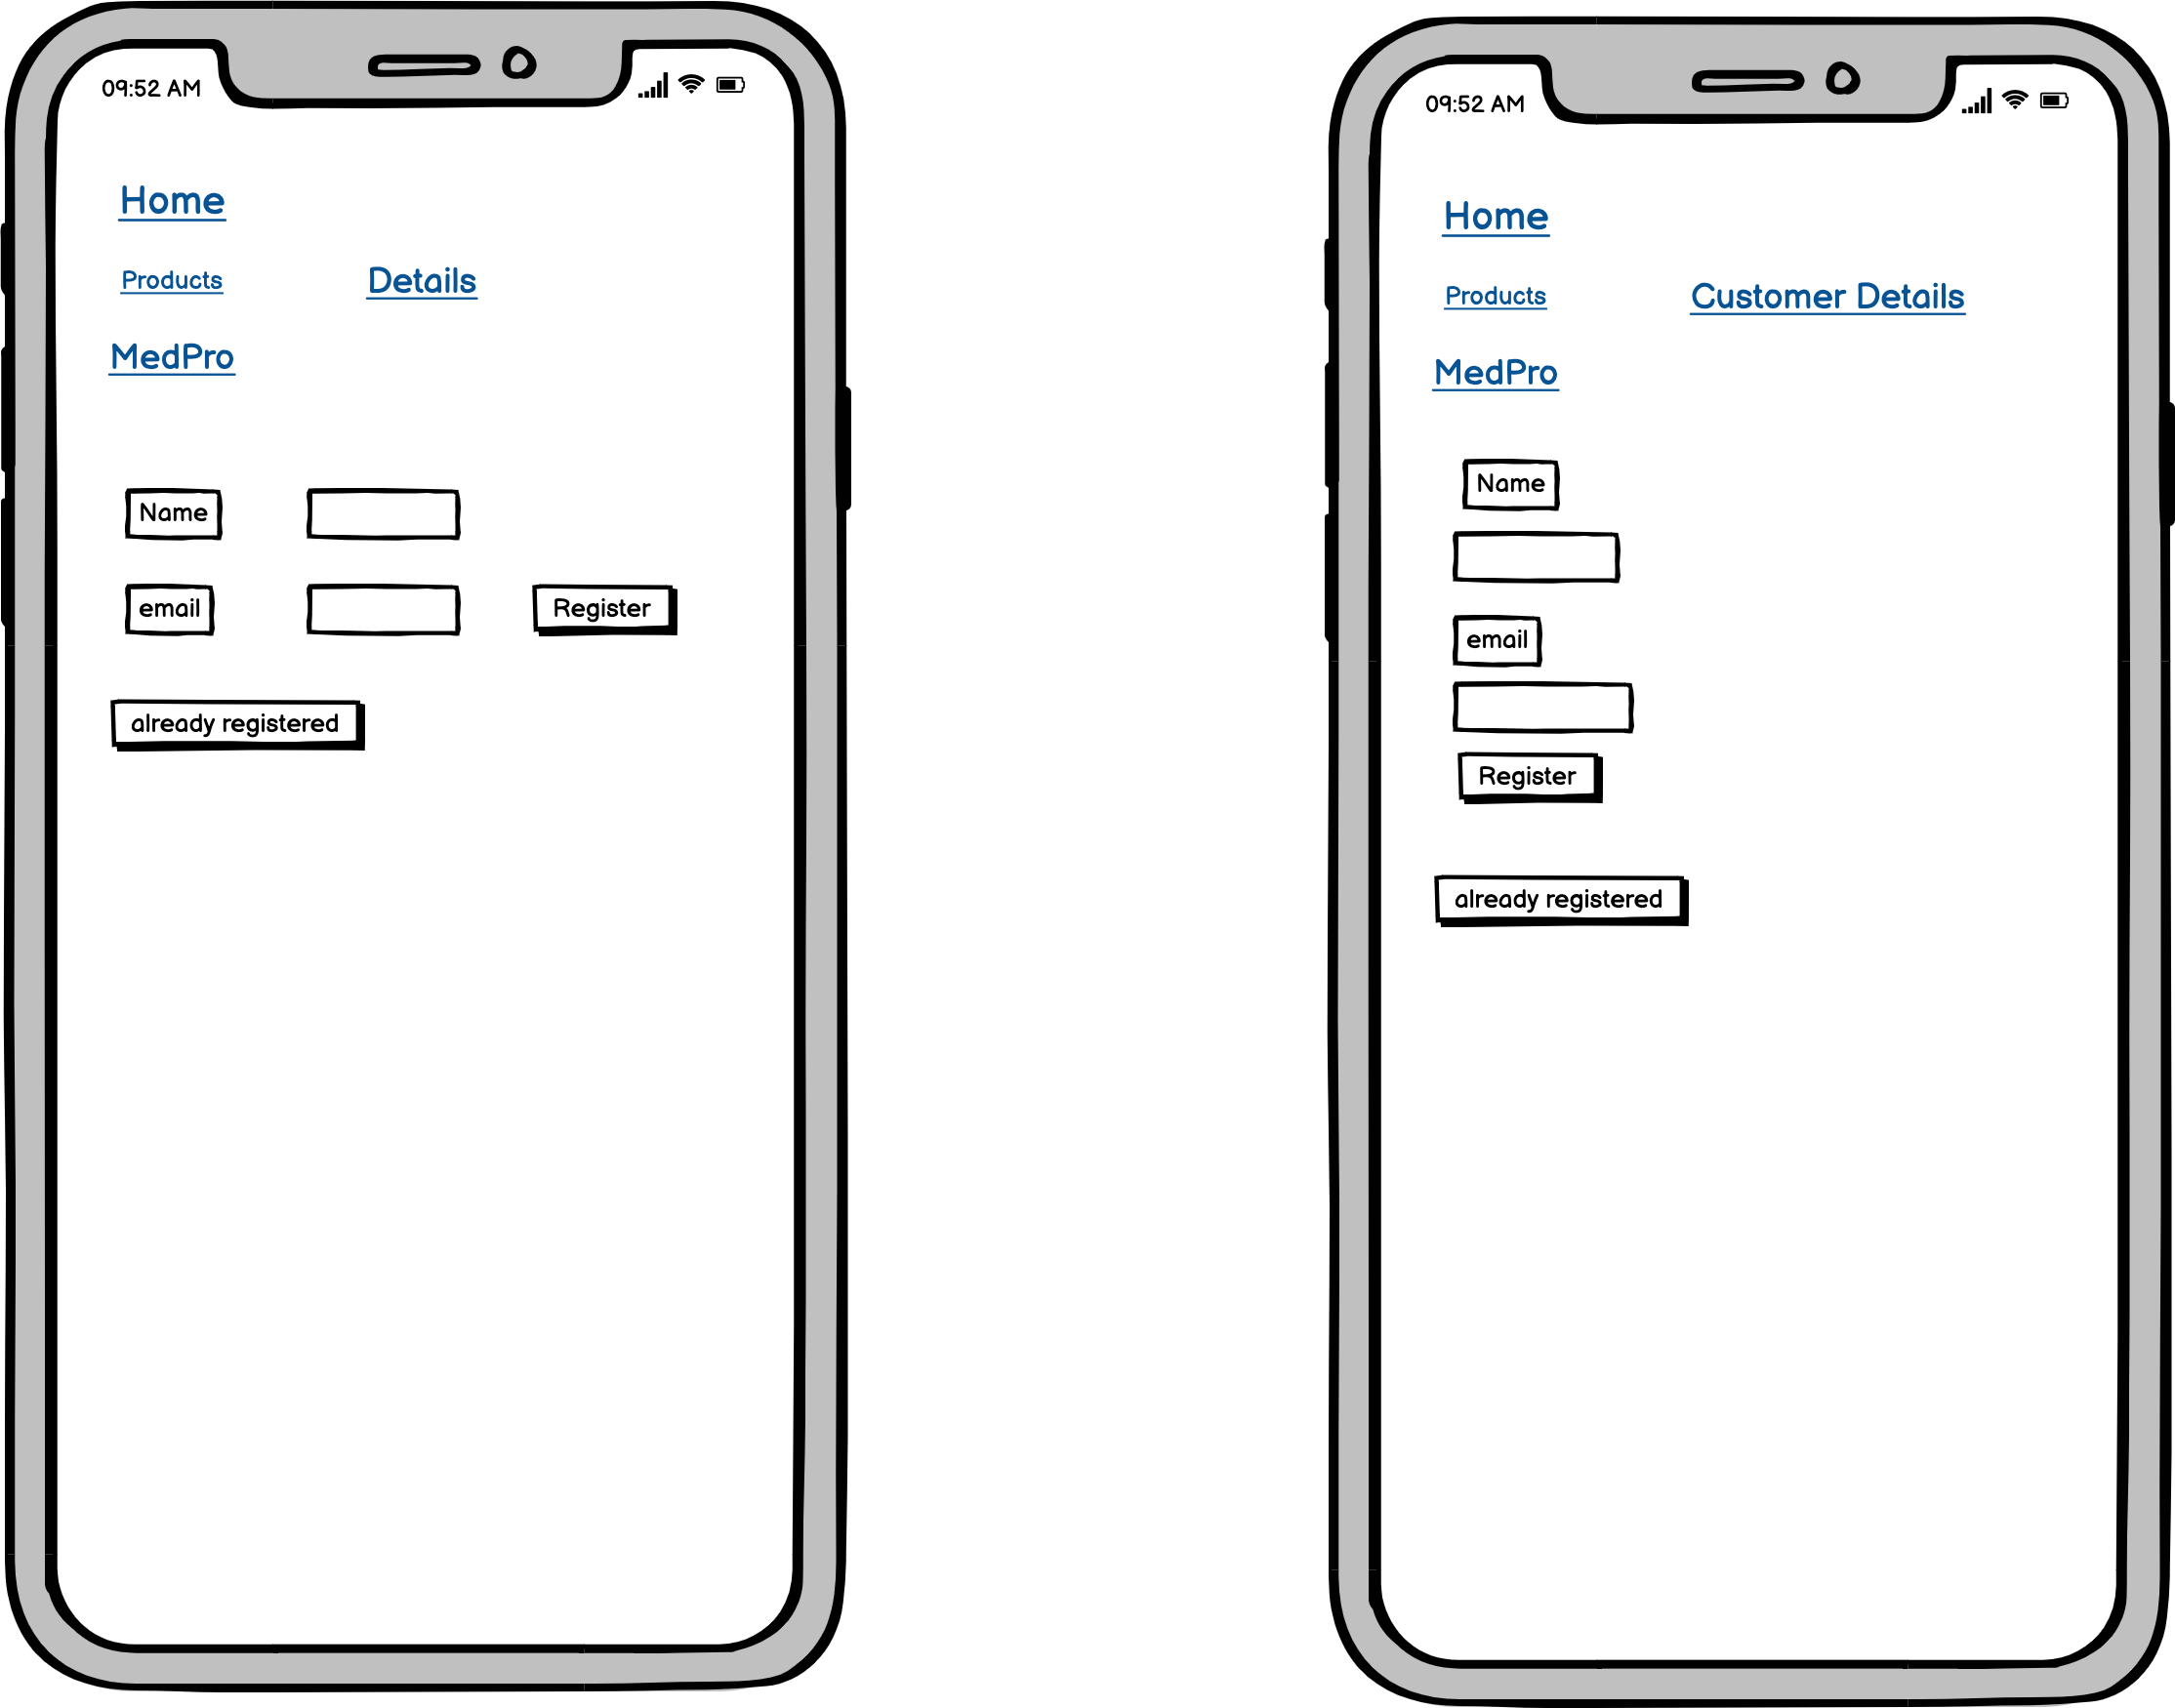 09:52 AM
Home
Products Details
MedPro
Name
email Register
already registered
09:52 AM
Home
Products Customer Details
MedPro
Name
email
Register
already registered